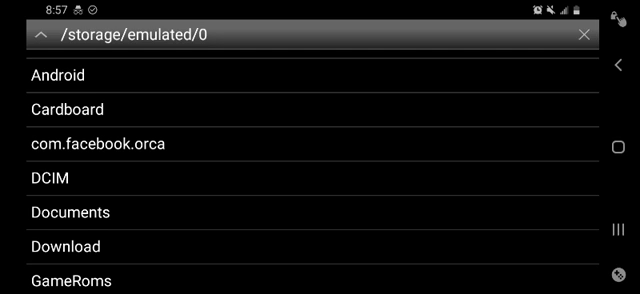 8:57
/storage/emulated/0
Android
Cardboard
com.facebook.orca
DCIM
Documents
Download
GameRoms